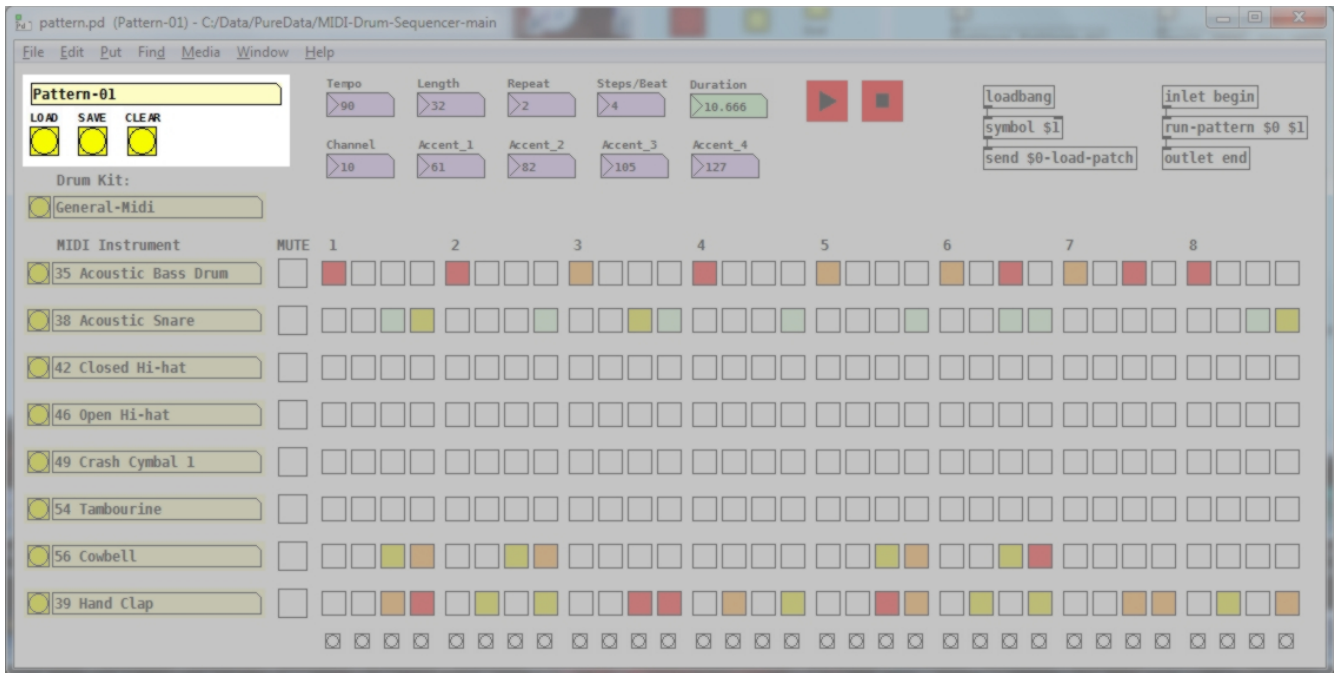 pattern.pd (Pattern-01) - C:/Data/PureData/MIDI-Drum-Sequencer-main
File Edit Put Find Media Window Help
Pattern-01
LOAD SAVE CLEAR
Tempo Length Repeat Steps/Beat Duration
90 32 2 4 10.666
Channel Accent_1 Accent_2 Accent_3 Accent_4
10 61 82 105 127
loadbang
symbol $1
send $0-load-patch
inlet begin
run-pattern $0 $1
outlet end
Drum Kit:
General-Midi
MIDI Instrument MUTE 1 2 3 4 5 6 7 8
35 Acoustic Bass Drum
38 Acoustic Snare
42 Closed Hi-hat
46 Open Hi-hat
49 Crash Cymbal 1
54 Tambourine
56 Cowbell
39 Hand Clap